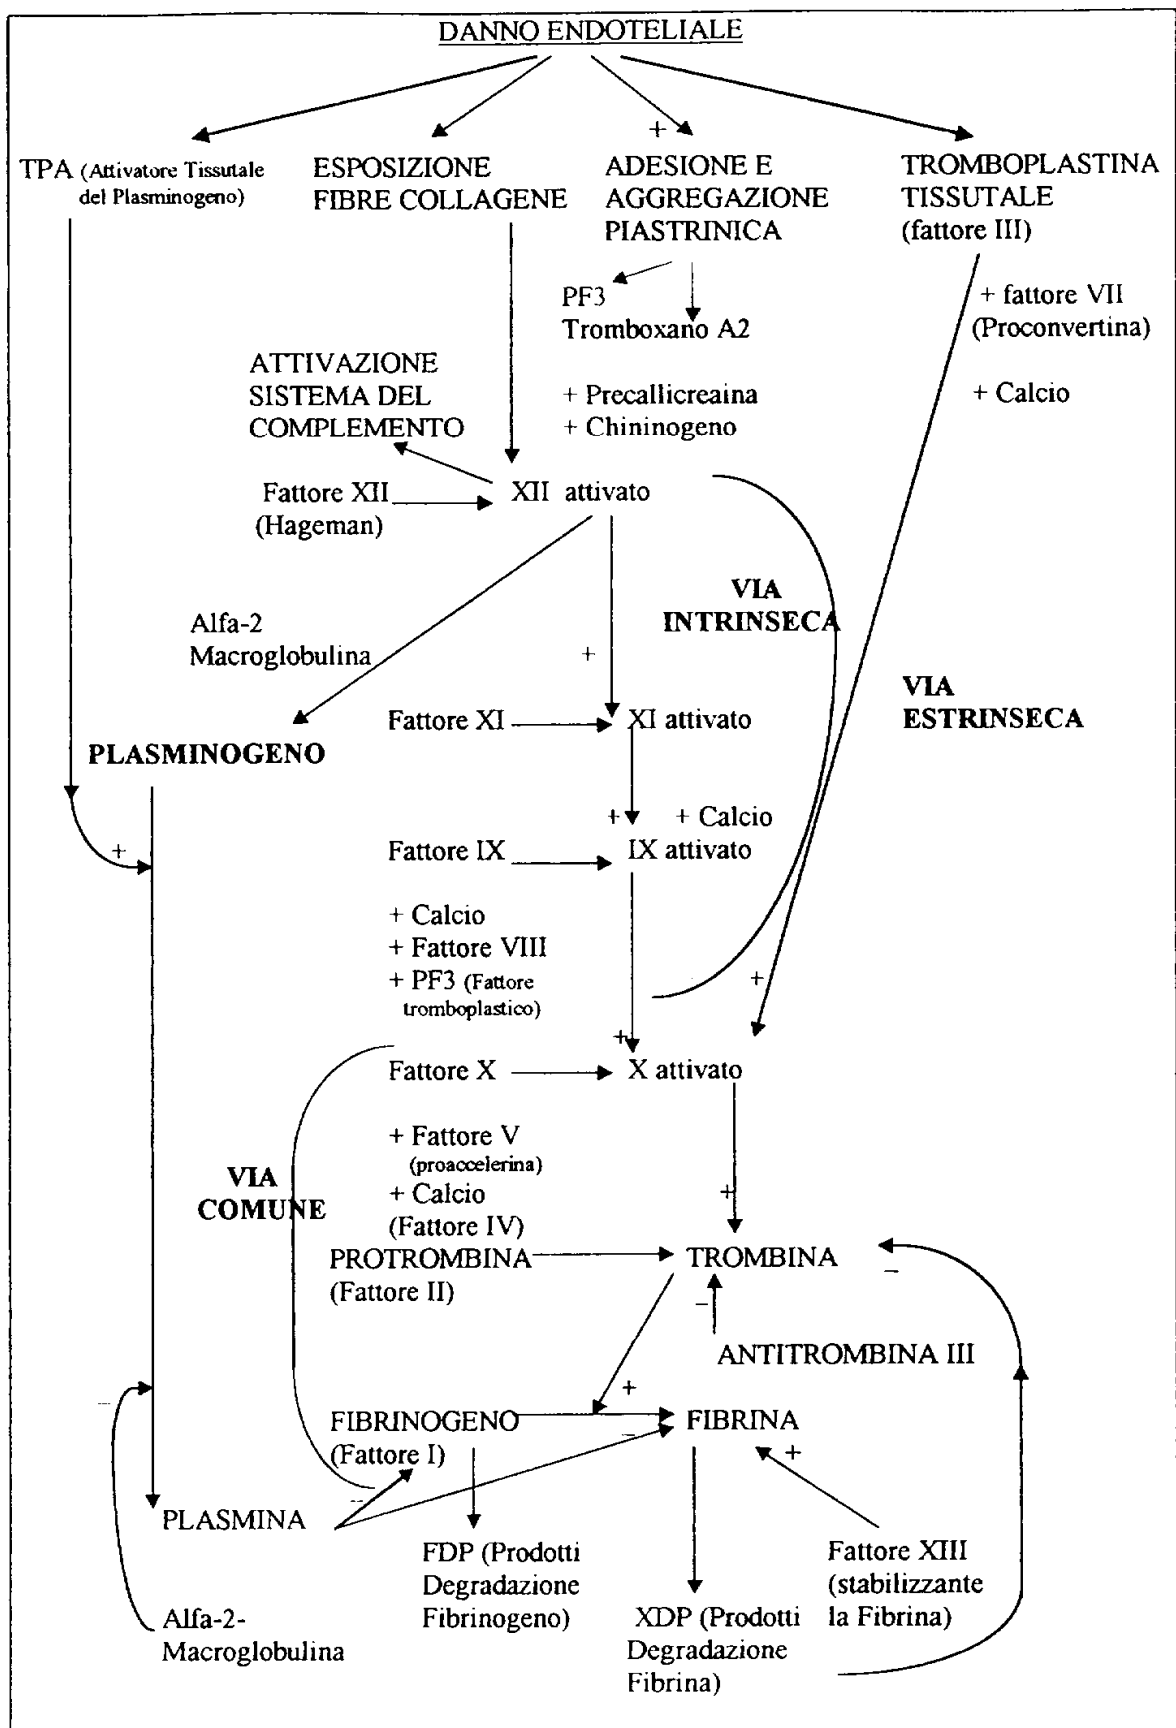 DANNO ENDOTELIALE
TPA (Attivatore Tissutale
del Plasminogeno)
ESPOSIZIONE
FIBRE COLLAGENE
+
ADESIONE E
AGGREGAZIONE
PIASTRINICA
TROMBOPLASTINA
TISSUTALE
(fattore III)
PF3
Tromboxano A2
+ fattore VII
(Proconvertina)
+ Calcio
ATTIVAZIONE
SISTEMA DEL
COMPLEMENTO
+ Precallicreaina
+ Chininogeno
Fattore XII
(Hageman)
XII attivato
VIA
INTRINSECA
Alfa-2
Macroglobulina
+
VIA
ESTRINSECA
Fattore XI
XI attivato
PLASMINOGENO
+
+ + Calcio
Fattore IX
IX attivato
+ Calcio
+ Fattore VIII
+ PF3 (Fattore
tromboplastico)
+
+
Fattore X
X attivato
+ Fattore V
(proaccelerina)
+ Calcio
(Fattore IV)
VIA
COMUNE
+
PROTROMBINA
(Fattore II)
TROMBINA
–
–
ANTITROMBINA III
+
–
FIBRINOGENO
(Fattore I)
–
FIBRINA
+
–
PLASMINA
FDP (Prodotti
Degradazione
Fibrinogeno)
Fattore XIII
(stabilizzante
la Fibrina)
Alfa-2-
Macroglobulina
XDP (Prodotti
Degradazione
Fibrina)